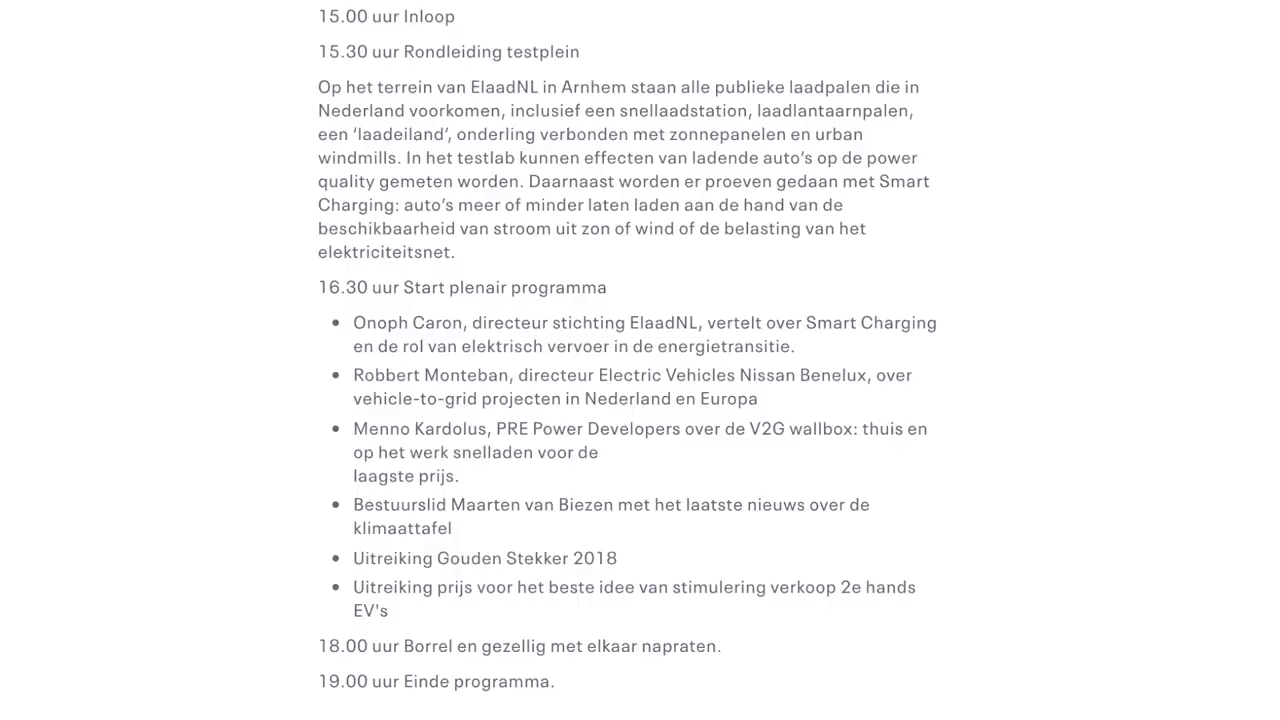 15.00 uur Inloop
15.30 uur Rondleiding testplein
Op het terrein van ElaadNL in Arnhem staan alle publieke laadpalen die in
Nederland voorkomen, inclusief een snellaadstation, laadlantaarnpalen,
een ‘laadeiland’, onderling verbonden met zonnepanelen en urban
windmills. In het testlab kunnen effecten van ladende auto’s op de power
quality gemeten worden. Daarnaast worden er proeven gedaan met Smart
Charging: auto’s meer of minder laten laden aan de hand van de
beschikbaarheid van stroom uit zon of wind of de belasting van het
elektriciteitsnet.
16.30 uur Start plenair programma
• Onoph Caron, directeur stichting ElaadNL, vertelt over Smart Charging
en de rol van elektrisch vervoer in de energietransitie.
• Robbert Monteban, directeur Electric Vehicles Nissan Benelux, over
vehicle-to-grid projecten in Nederland en Europa
• Menno Kardolus, PRE Power Developers over de V2G wallbox: thuis en
op het werk snelladen voor de
laagste prijs.
• Bestuurslid Maarten van Biezen met het laatste nieuws over de
klimaattafel
• Uitreiking Gouden Stekker 2018
• Uitreiking prijs voor het beste idee van stimulering verkoop 2e hands
EV's
18.00 uur Borrel en gezellig met elkaar napraten.
19.00 uur Einde programma.